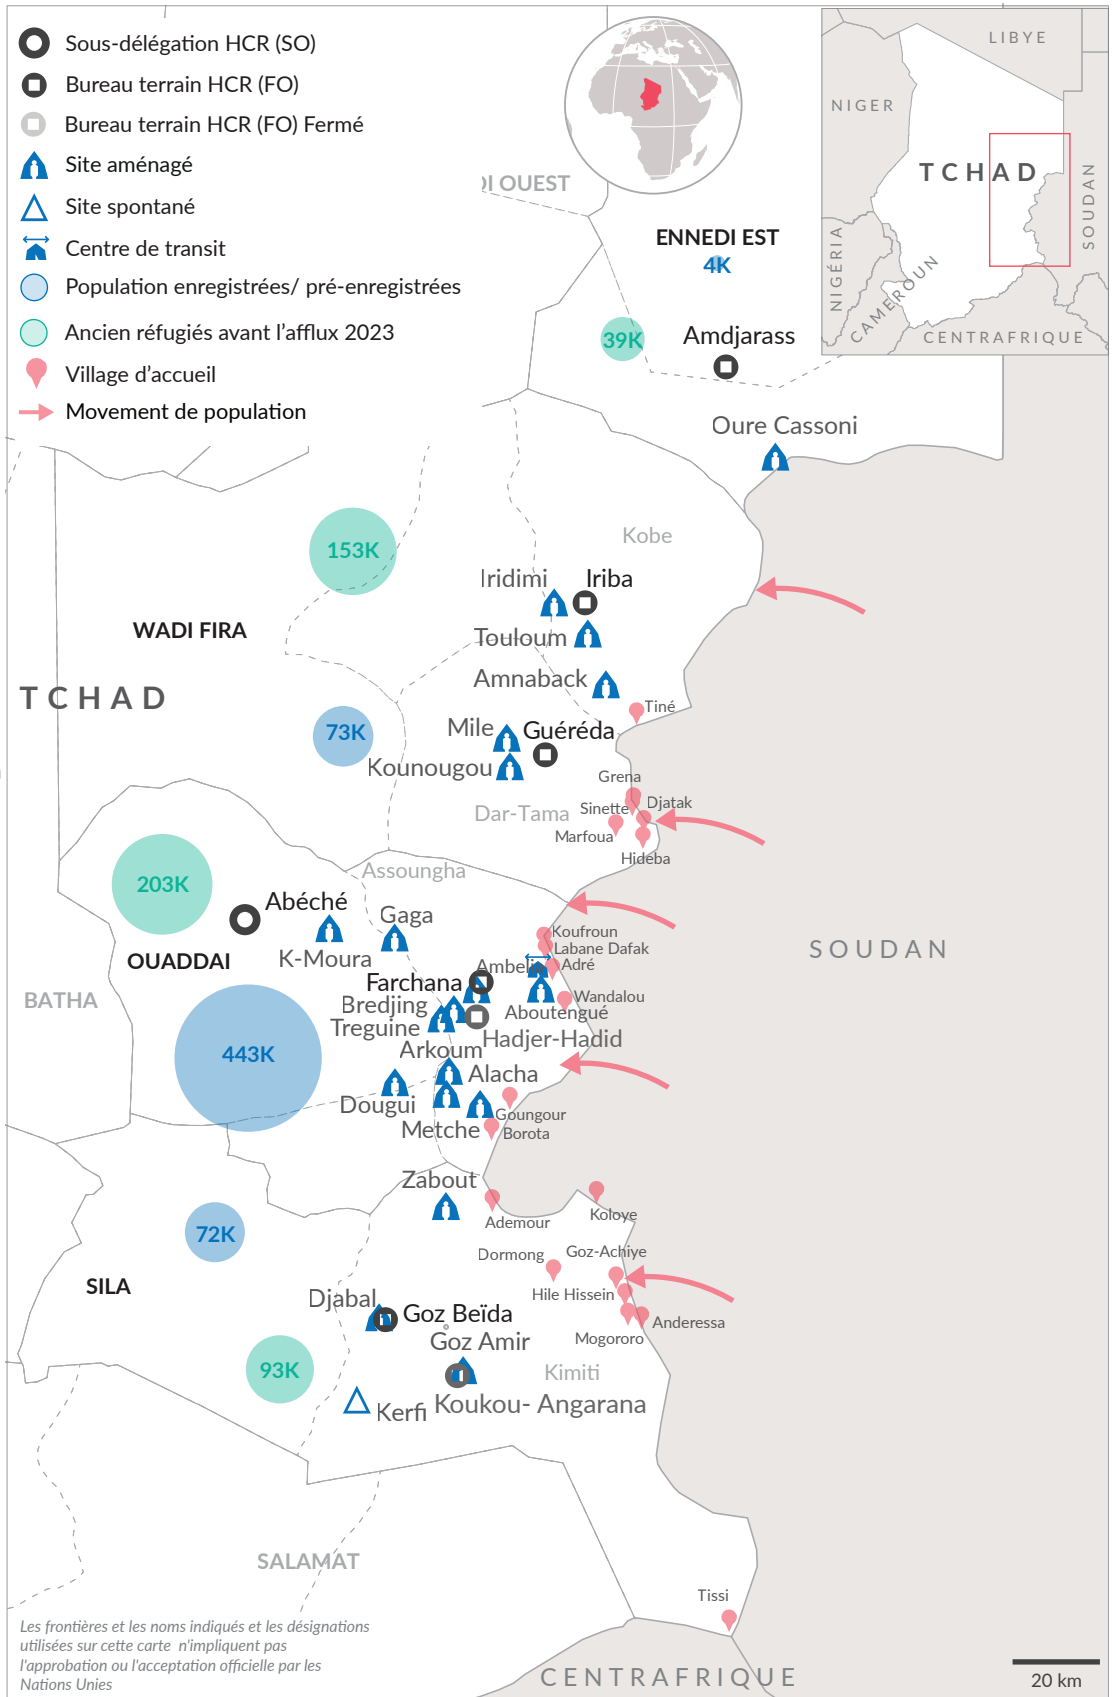 Sous-délégation HCR (SO)
Bureau terrain HCR (FO)
Bureau terrain HCR (FO) Fermé
Site aménagé
Site spontané
Centre de transit
Population enregistrées/ pré-enregistrées
Ancien réfugiés avant l'afflux 2023
Village d'accueil
Movement de population
LIBYE
NIGER
TCHAD
SOUDAN
NIGÉRIA
CAMEROUN
CENTRAFRIQUE
DI OUEST
ENNEDI EST
4K
39K
Amdjarass
Oure Cassoni
153K
Kobe
Iridimi
Iriba
WADI FIRA
Touloum
Amnaback
TCHAD
Tiné
73K
Mile
Guéréda
Kounougou
Grena
Sinette
Djatak
Dar-Tama
Marfoua
Hideba
Assoungha
203K
Abéché
Gaga
K-Moura
OUADDAI
Koufroun
Labane Dafak
Ambelia
Adré
SOUDAN
BATHA
Farchana
Wandalou
Bredjing
Aboutengué
Treguine
Hadjer-Hadid
443K
Arkoum
Alacha
Dougui
Goungour
Metche
Borota
Zabout
Ademour
Koloye
72K
Dormong
Goz-Achiye
SILA
Hile Hissein
Djabal
Goz Beïda
Anderessa
Goz Amir
Mogororo
93K
Kimiti
Kerfi
Koukou- Angarana
SALAMAT
Tissi
Les frontières et les noms indiqués et les désignations
utilisées sur cette carte n'impliquent pas
l'approbation ou l'acceptation officielle par les
Nations Unies
CENTRAFRIQUE
20 km